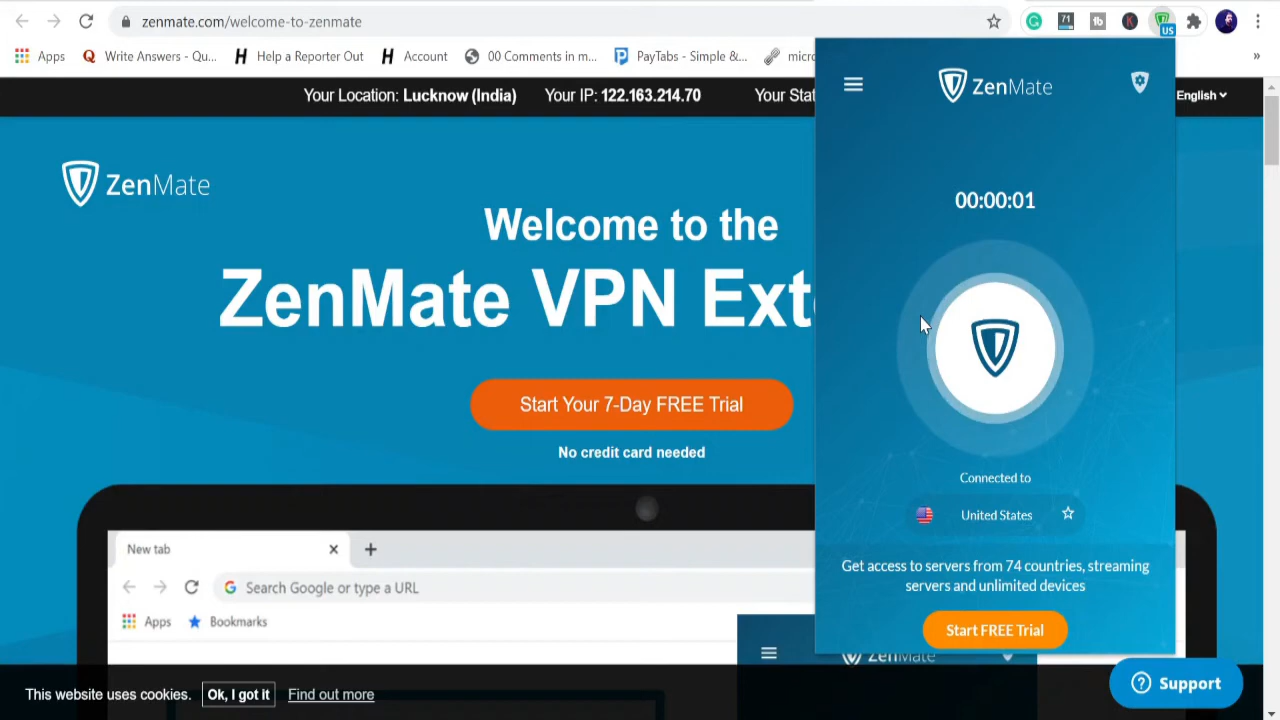 zenmate.com/welcome-to-zenmate
71
US
Apps
Write Answers - Qu...
Help a Reporter Out
Account
00 Comments in m...
PayTabs - Simple &...
micr
»
Your Location: Lucknow (India)
Your IP: 122.163.214.70
Your Stat
English
ZenMate
Welcome to the
ZenMate VPN Ext
Start Your 7-Day FREE Trial
No credit card needed
New tab
Search Google or type a URL
Apps
Bookmarks
ZenMate
00:00:01
Connected to
United States
Get access to servers from 74 countries, streaming
servers and unlimited devices
Start FREE Trial
ZenMate
This website uses cookies.
Ok, I got it
Find out more
Support